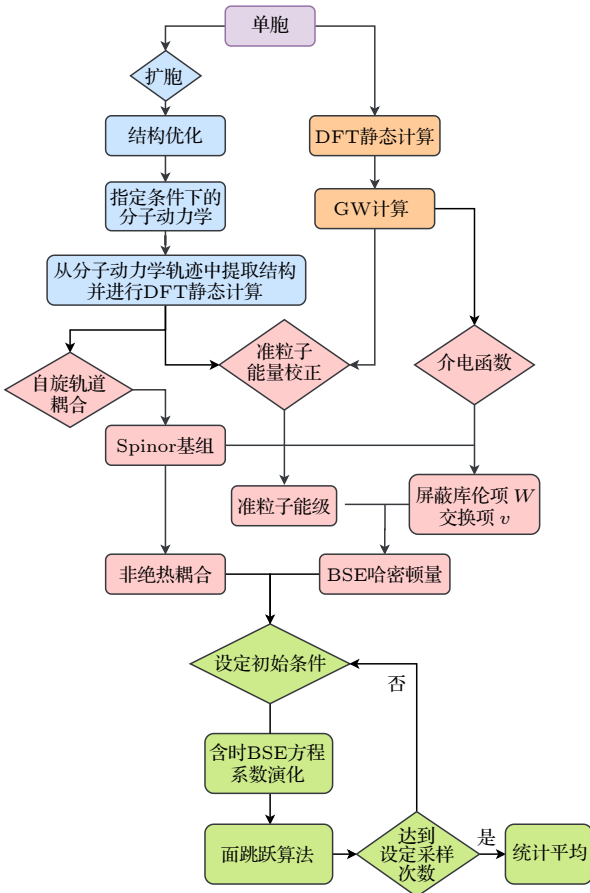 单胞
扩胞
结构优化
DFT静态计算
指定条件下的
分子动力学
GW计算
从分子动力学轨迹中提取结构
并进行DFT静态计算
准粒子
能量校正
介电函数
自旋轨道
耦合
Spinor基组
准粒子能级
屏蔽库伦项 W
交换项 v
非绝热耦合
BSE哈密顿量
设定初始条件
否
含时BSE方程
系数演化
面跳跃算法
达到
设定采样
次数
是
统计平均